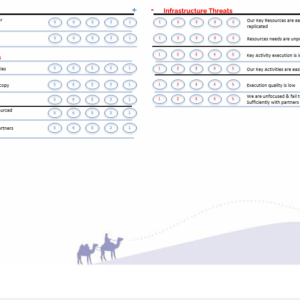 + - Infrastructure Threats
5 4 3 2 1 1 2 3 4 5 Our Key Resources are ea
replicated
5 4 3 2 1 1 2 3 4 5 Resources needs are unp
s
1 2 3 4 5 Key Activity execution is i
ies 5 4 3 2 1 1 2 3 4 5 Our Key Activities are eas
copy 5 4 3 2 1 1 2 3 4 5 Execution quality is low
5 4 3 2 1 1 2 3 4 5 We are unfocused & fail t
Sufficiently with partners
ourced 5 4 3 2 1
artners 5 4 3 2 1